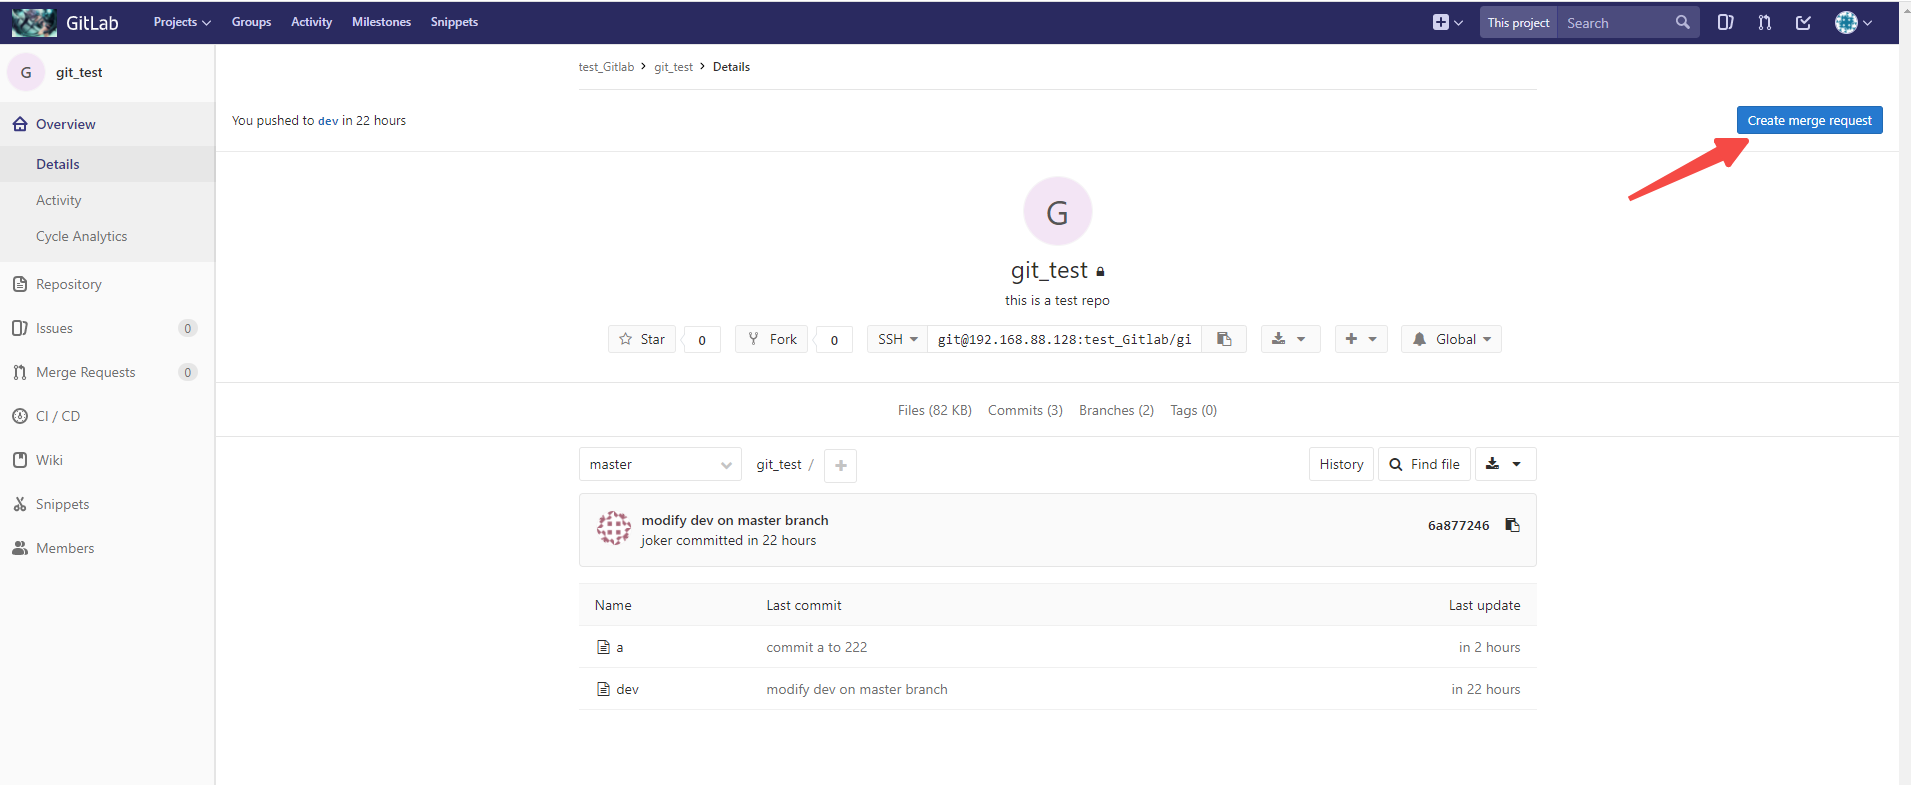 GitLab Projects Groups Activity Milestones Snippets This project Search
G git_test
test_Gitlab > git_test > Details
Overview
Details
Activity
Cycle Analytics
Repository
Issues 0
Merge Requests 0
CI / CD
Wiki
Snippets
Members
You pushed to dev in 22 hours Create merge request
G
git_test
this is a test repo
Star 0 Fork 0 SSH git@192.168.88.128:test_Gitlab/gi Global
Files (82 KB) Commits (3) Branches (2) Tags (0)
master git_test / + History Find file
modify dev on master branch
joker committed in 22 hours
6a877246
Name Last commit Last update
a commit a to 222 in 2 hours
dev modify dev on master branch in 22 hours